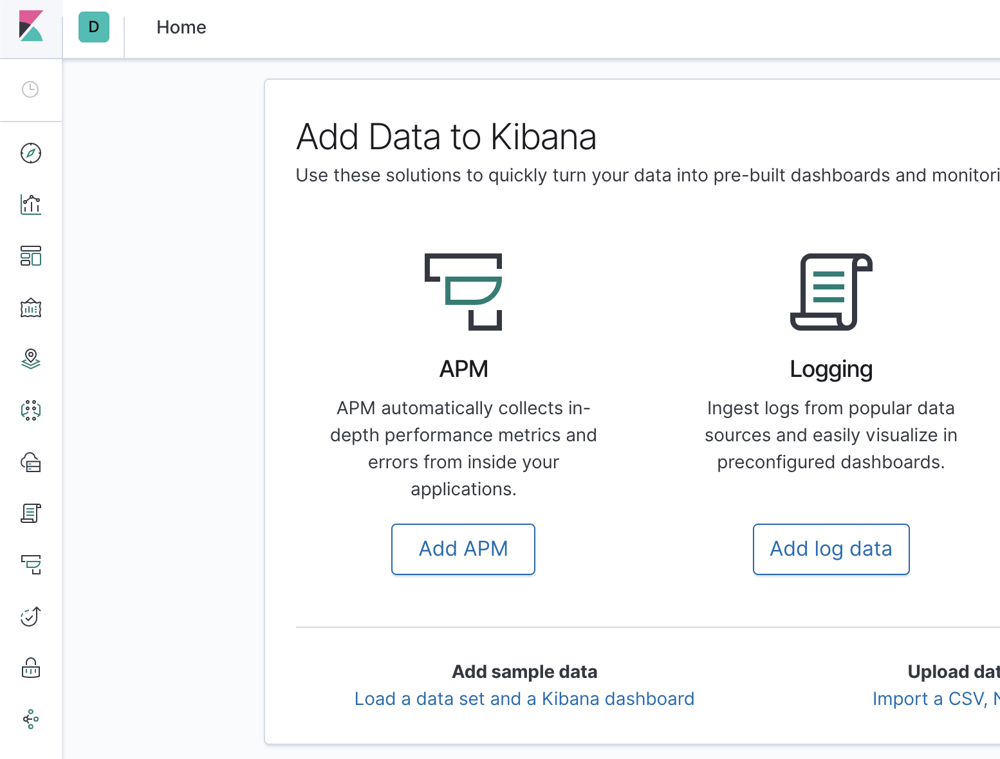 D
Home
Add Data to Kibana
Use these solutions to quickly turn your data into pre-built dashboards and monitori
APM
APM automatically collects in-
depth performance metrics and
errors from inside your
applications.
Add APM
Logging
Ingest logs from popular data
sources and easily visualize in
preconfigured dashboards.
Add log data
Add sample data
Load a data set and a Kibana dashboard
Upload dat
Import a CSV, N